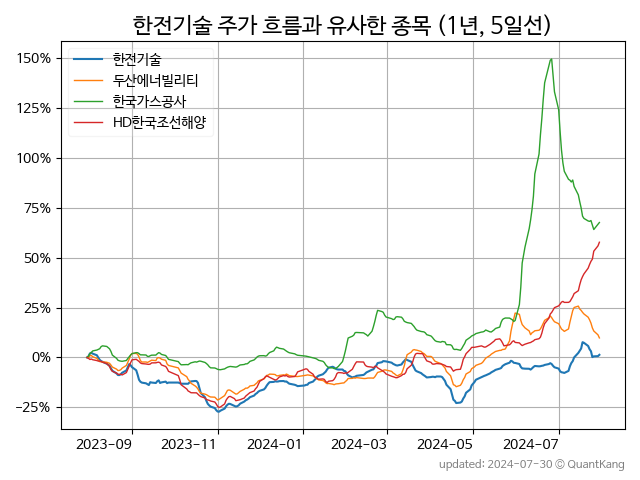 한전기술 주가 흐름과 유사한 종목 (1년, 5일선)
한전기술
두산에너빌리티
한국가스공사
HD한국조선해양
150%
125%
100%
75%
50%
25%
0%
−25%
2023-09 2023-11 2024-01 2024-03 2024-05 2024-07
updated: 2024-07-30 © QuantKang